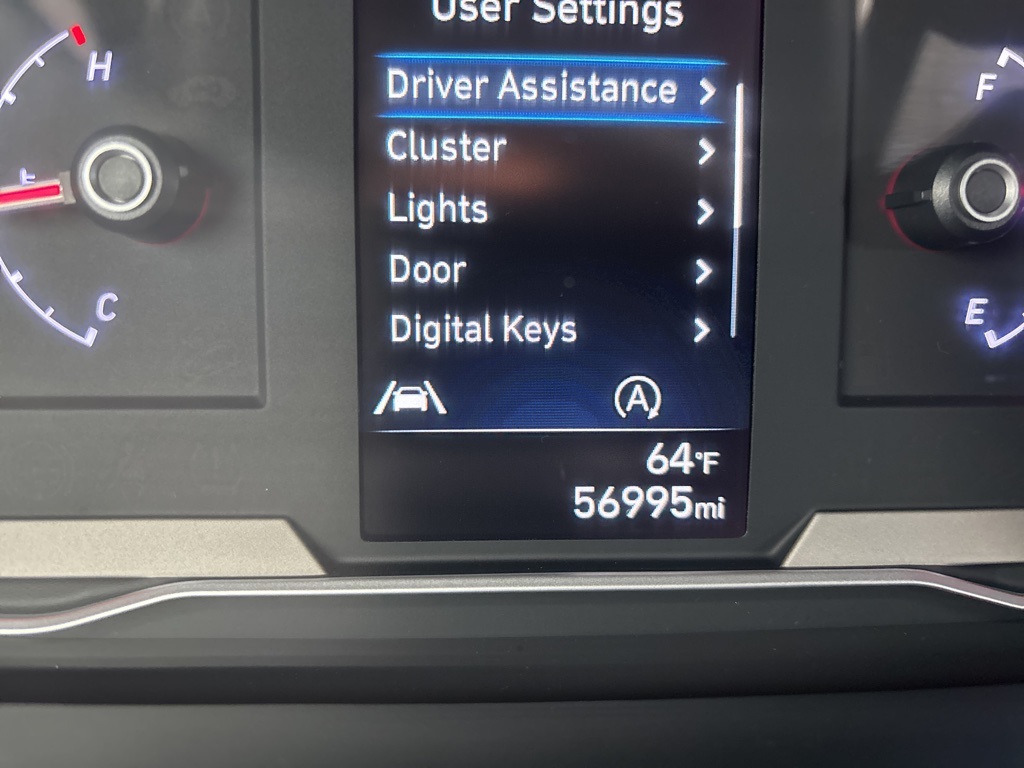 User Settings
H
Driver Assistance
F
Cluster
Lights
Door
C
E
Digital Keys
A
64°F
56995mi